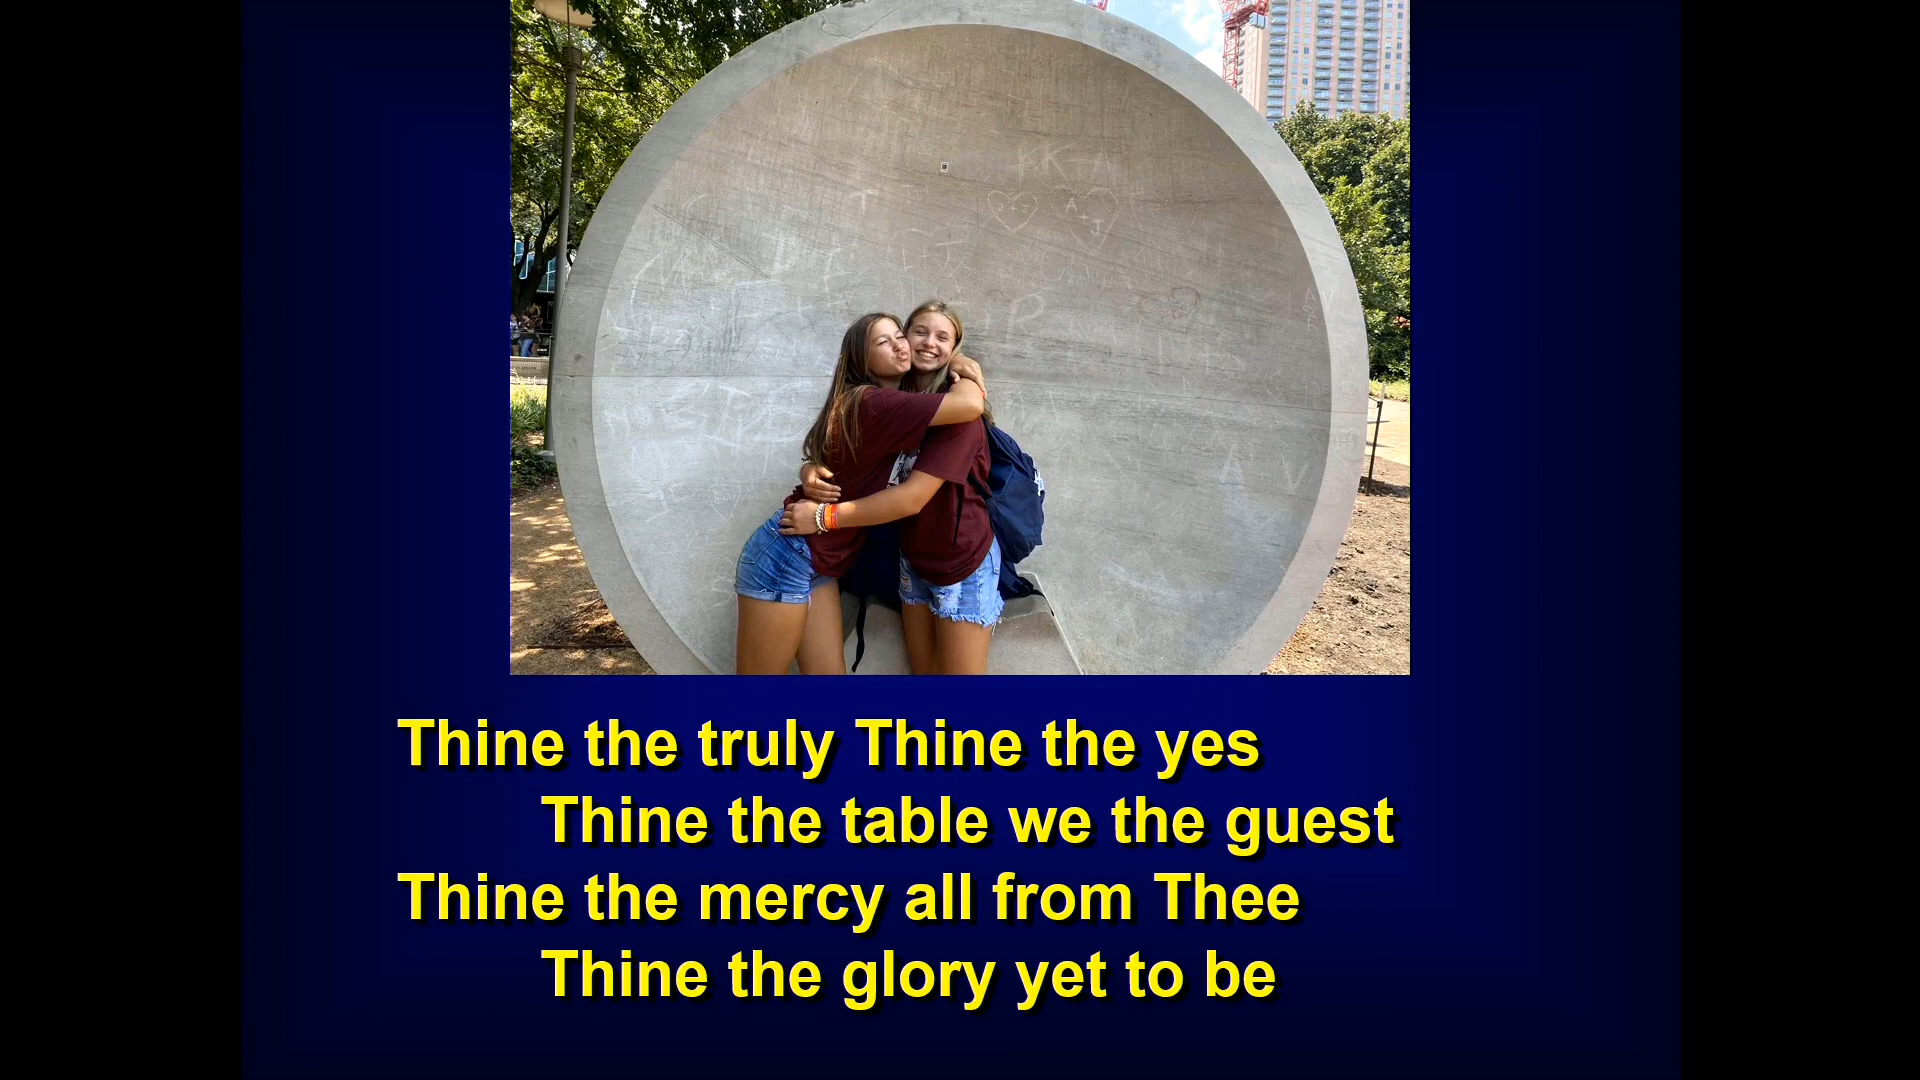 KK A
A
J
P
A V
Thine the truly Thine the yes
Thine the table we the guest
Thine the mercy all from Thee
Thine the glory yet to be